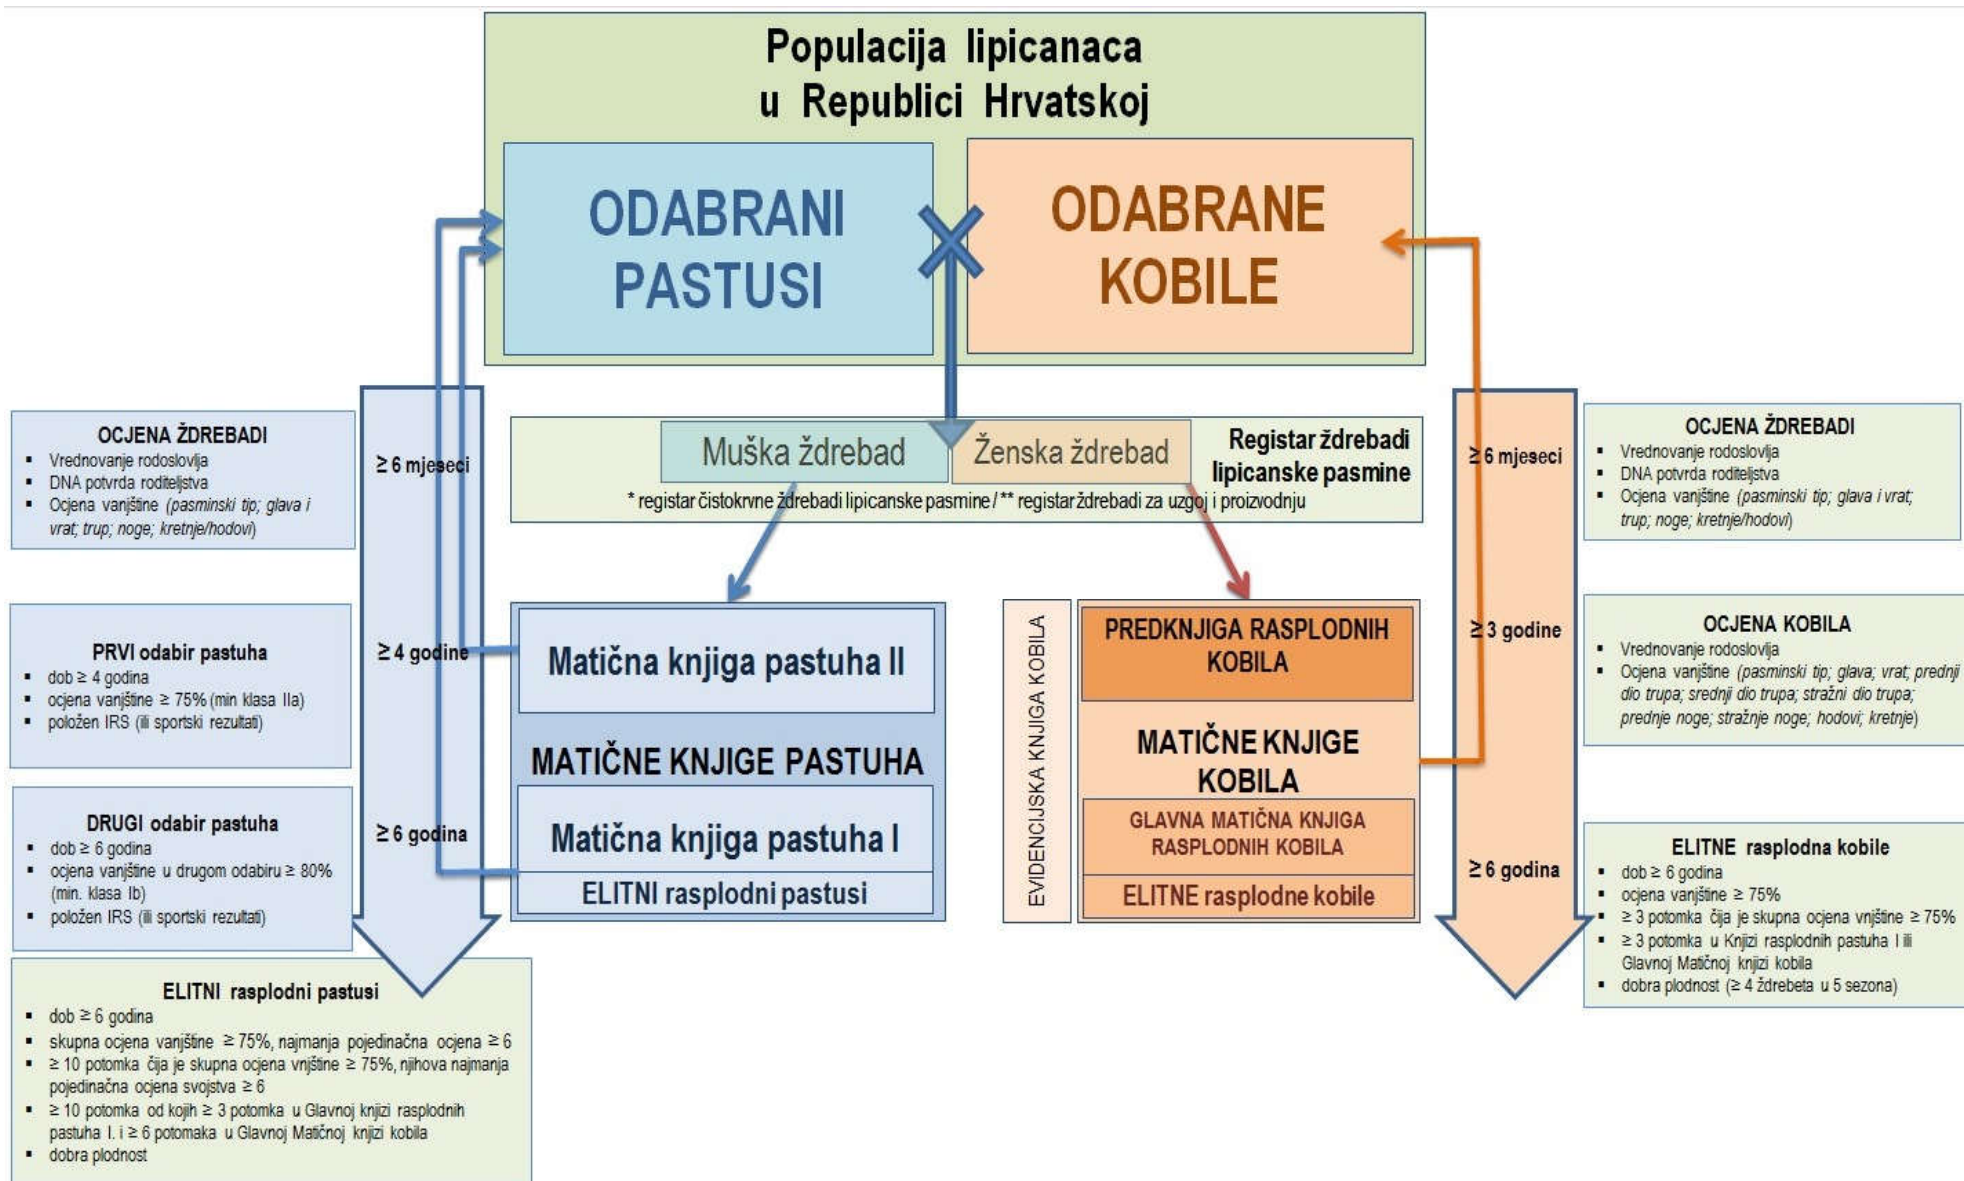 Populacija lipicanaca
u Republici Hrvatskoj
ODABRANI
PASTUSI
ODABRANE
KOBILE
OCJENA ŽDREBADI
▪ Vrednovanje rodoslovlja
▪ DNA potvrda roditeljstva
▪ Ocjena vanjštine (pasminski tip; glava i
vrat; trup; noge; kretnje/hodovi)
≥ 6 mjeseci
Muška ždrebad
Ženska ždrebad
Registar ždrebadi
lipicanske pasmine
* registar čistokrvne ždrebadi lipicanske pasmine / ** registar ždrebadi za uzgoj i proizvodnju
≥ 6 mjeseci
OCJENA ŽDREBADI
▪ Vrednovanje rodoslovlja
▪ DNA potvrda roditeljstva
▪ Ocjena vanjštine (pasminski tip; glava i vrat;
trup; noge; kretnje/hodovi)
PRVI odabir pastuha
▪ dob ≥ 4 godina
▪ ocjena vanjštine ≥ 75% (min klasa IIa)
▪ položen IRS (ili sportski rezultati)
≥ 4 godine
Matična knjiga pastuha II
MATIČNE KNJIGE PASTUHA
Matična knjiga pastuha I
ELITNI rasplodni pastusi
EVIDENCIJSKA KNJIGA KOBILA
PREDKNJIGA RASPLODNIH
KOBILA
MATIČNE KNJIGE
KOBILA
GLAVNA MATIČNA KNJIGA
RASPLODNIH KOBILA
ELITNE rasplodne kobile
≥ 3 godine
OCJENA KOBILA
▪ Vrednovanje rodoslovlja
▪ Ocjena vanjštine (pasminski tip; glava; vrat; prednji
dio trupa; srednji dio trupa; stražni dio trupa;
prednje noge; stražnje noge; hodovi; kretnje)
DRUGI odabir pastuha
▪ dob ≥ 6 godina
▪ ocjena vanjštine u drugom odabiru ≥ 80%
(min. klasa Ib)
▪ položen IRS (ili sportski rezultati)
≥ 6 godina
≥ 6 godina
ELITNE rasplodna kobile
▪ dob ≥ 6 godina
▪ ocjena vanjštine ≥ 75%
▪ ≥ 3 potomka čija je skupna ocjena vnjštine ≥ 75%
▪ ≥ 3 potomka u Knjizi rasplodnih pastuha I ili
Glavnoj Matičnoj knjizi kobila
▪ dobra plodnost (≥ 4 ždrebeta u 5 sezona)
ELITNI rasplodni pastusi
▪ dob ≥ 6 godina
▪ skupna ocjena vanjštine ≥ 75%, najmanja pojedinačna ocjena ≥ 6
▪ ≥ 10 potomka čija je skupna ocjena vnjštine ≥ 75%, njihova najmanja
pojedinačna ocjena svojstva ≥ 6
▪ ≥ 10 potomka od kojih ≥ 3 potomka u Glavnoj knjizi rasplodnih
pastuha I. i ≥ 6 potomaka u Glavnoj Matičnoj knjizi kobila
▪ dobra plodnost